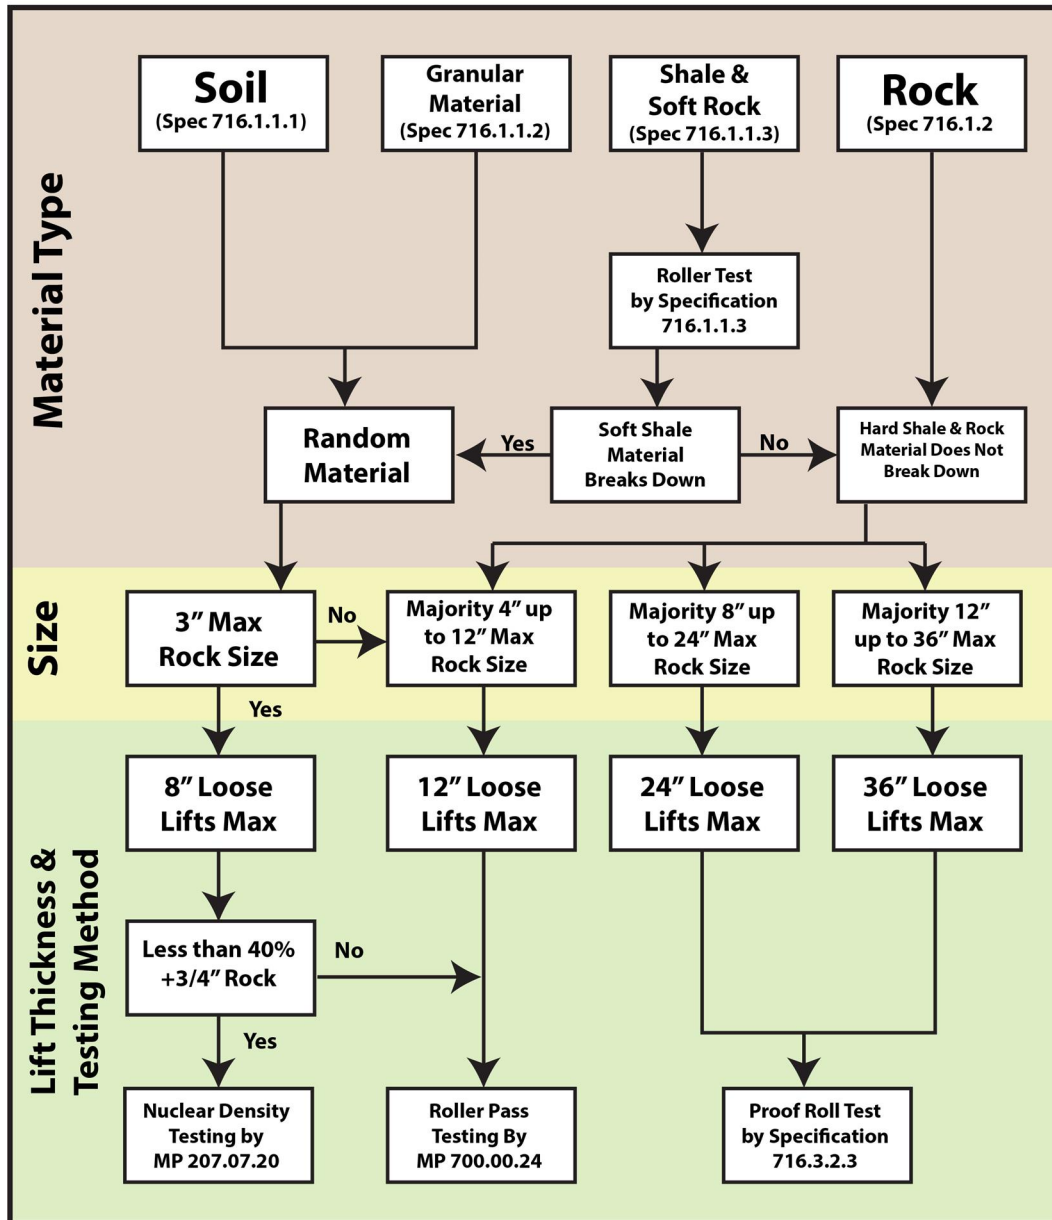 Material Type
Soil
(Spec 716.1.1.1)
Granular
Material
(Spec 716.1.1.2)
Shale &
Soft Rock
(Spec 716.1.1.3)
Rock
(Spec 716.1.2
Roller Test
by Specification
716.1.1.3
Random
Material
Yes
Soft Shale
Material
Breaks Down
No
Hard Shale & Rock
Material Does Not
Break Down
Size
3” Max
Rock Size
No
Majority 4” up
to 12” Max
Rock Size
Majority 8” up
to 24” Max
Rock Size
Majority 12”
up to 36” Max
Rock Size
Yes
Lift Thickness &
Testing Method
8” Loose
Lifts Max
12” Loose
Lifts Max
24” Loose
Lifts Max
36” Loose
Lifts Max
Less than 40%
+3/4” Rock
No
Yes
Nuclear Density
Testing by
MP 207.07.20
Roller Pass
Testing By
MP 700.00.24
Proof Roll Test
by Specification
716.3.2.3